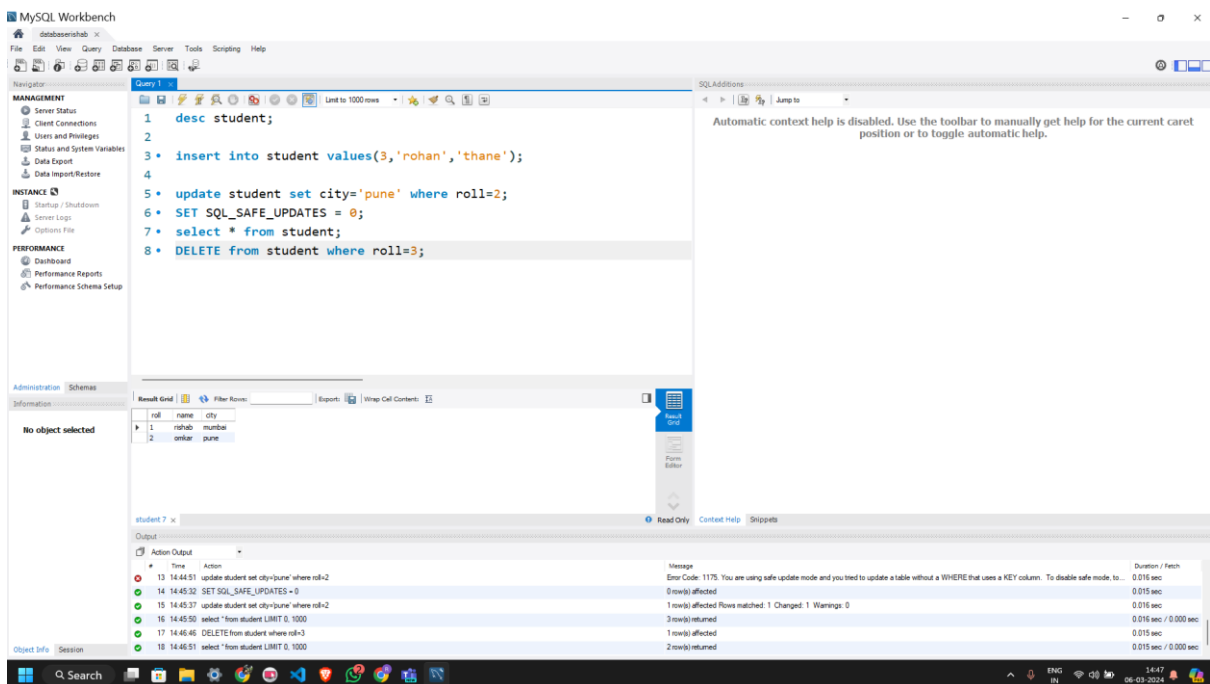 MySQL Workbench
databaserishab ×
File Edit View Query Database Server Tools Scripting Help
Navigator
MANAGEMENT
Server Status
Client Connections
Users and Privileges
Status and System Variables
Data Export
Data Import/Restore
INSTANCE
Startup / Shutdown
Server Logs
Options File
PERFORMANCE
Dashboard
Performance Reports
Performance Schema Setup
Administration Schemas
Information
No object selected
Object Info Session
Query 1 ×
Limit to 1000 rows
1 desc student;
2
3 • insert into student values(3,'rohan','thane');
4
5 • update student set city='pune' where roll=2;
6 • SET SQL_SAFE_UPDATES = 0;
7 • select * from student;
8 • DELETE from student where roll=3;
Result Grid Filter Rows: Export: Wrap Cell Content:
roll name city
1 rishab mumbai
2 omkar pune
Result Grid
Form Editor
student 7 ×
Read Only
SQLAdditions
Jump to
Automatic context help is disabled. Use the toolbar to manually get help for the current caret
position or to toggle automatic help.
Context Help Snippets
Output
Action Output
# Time Action Message Duration / Fetch
13 14:44:51 update student set city='pune' where roll=2 Error Code: 1175. You are using safe update mode and you tried to update a table without a WHERE that uses a KEY column. To disable safe mode, to... 0.016 sec
14 14:45:32 SET SQL_SAFE_UPDATES = 0 0 row(s) affected 0.015 sec
15 14:45:37 update student set city='pune' where roll=2 1 row(s) affected Rows matched: 1 Changed: 1 Warnings: 0 0.016 sec
16 14:45:50 select * from student LIMIT 0, 1000 3 row(s) returned 0.016 sec / 0.000 sec
17 14:46:46 DELETE from student where roll=3 1 row(s) affected 0.015 sec
18 14:46:51 select * from student LIMIT 0, 1000 2 row(s) returned 0.015 sec / 0.000 sec
Search
ENG
IN
14:47
06-03-2024